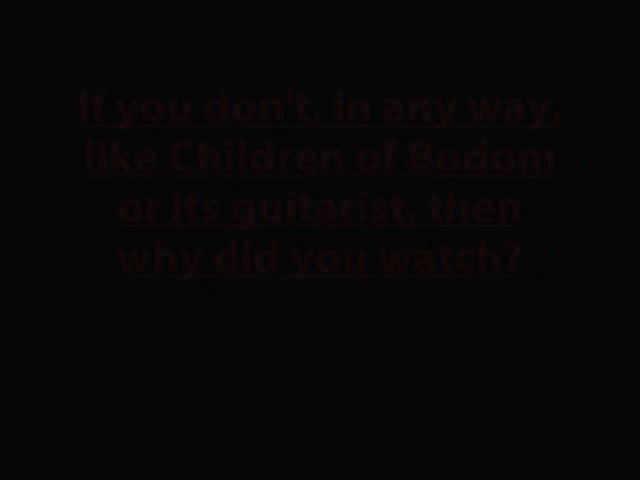 If you don't, in any way,
like Children of Bodom
or its guitarist, then
why did you watch?